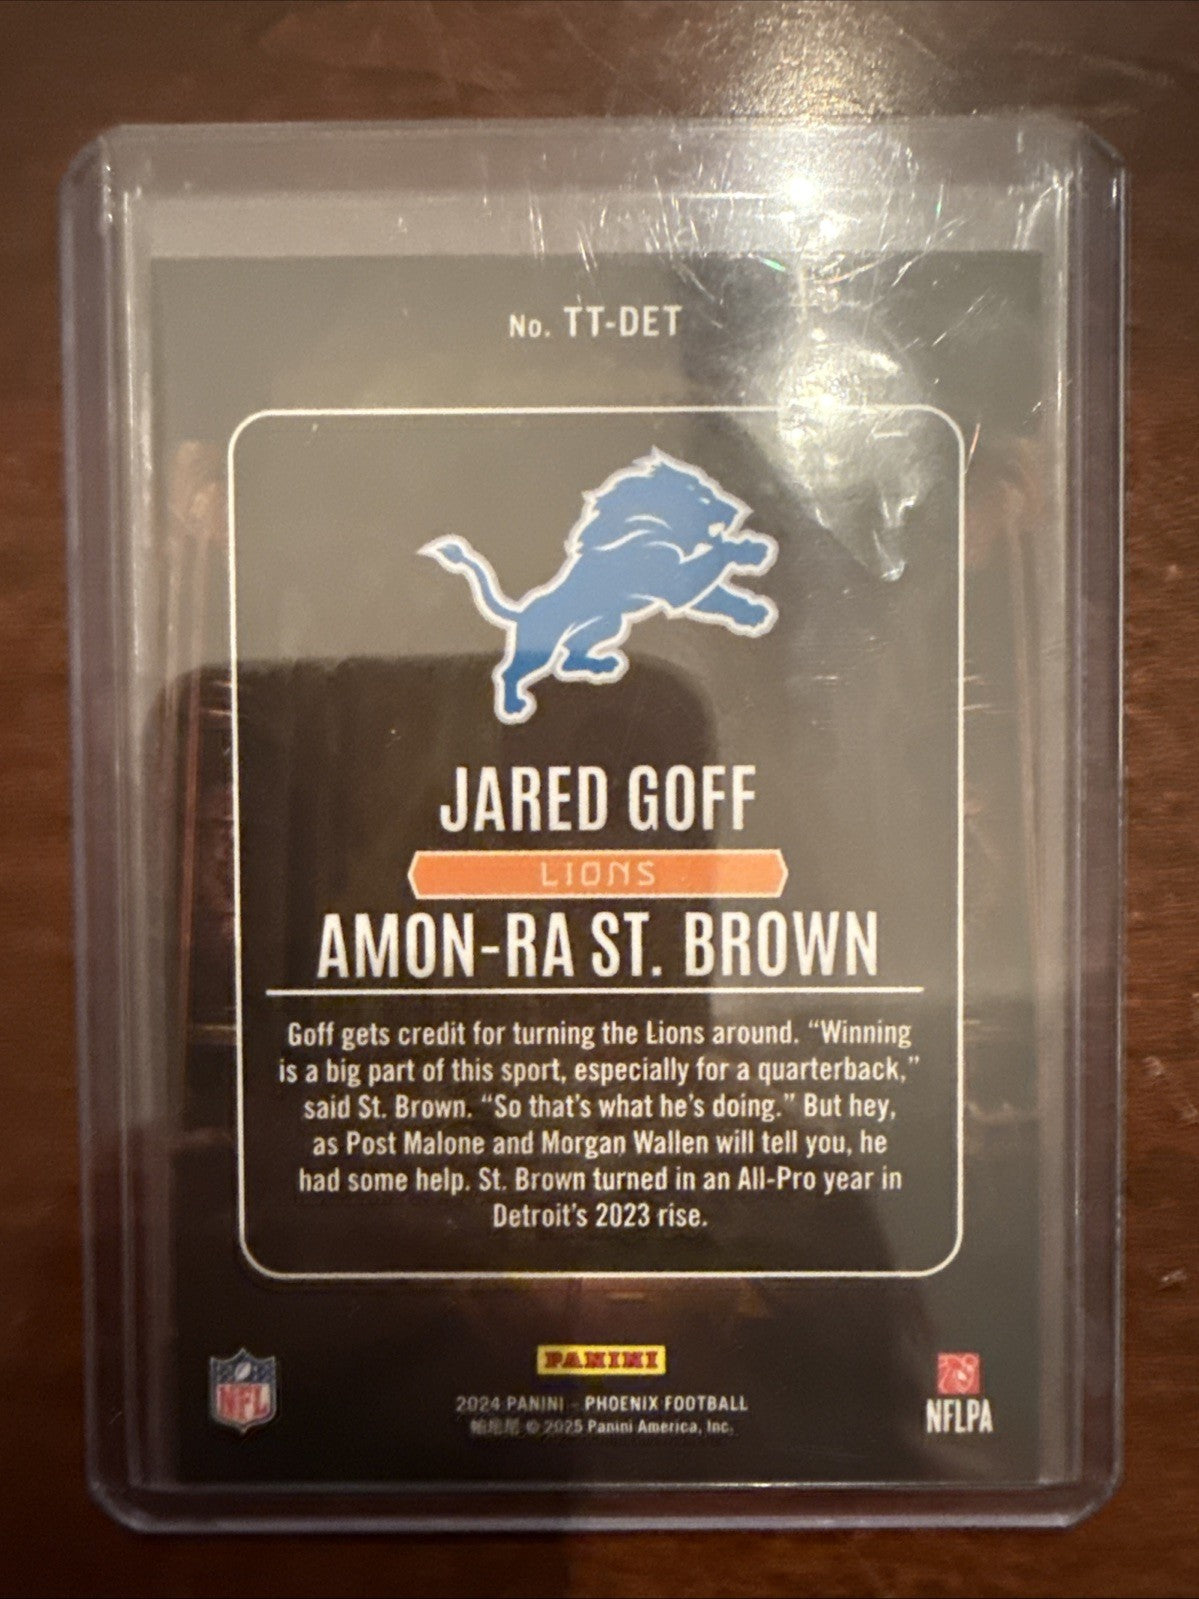 No. TT-DET
JARED GOFF
LIONS
AMON-RA ST. BROWN
Goff gets credit for turning the Lions around. “Winning
is a big part of this sport, especially for a quarterback,”
said St. Brown. “So that’s what he’s doing.” But hey,
as Post Malone and Morgan Wallen will tell you, he
had some help. St. Brown turned in an All-Pro year in
Detroit’s 2023 rise.
PANINI
2024 PANINI - PHOENIX FOOTBALL
© 2025 Panini America, Inc.
NFL
NFLPA